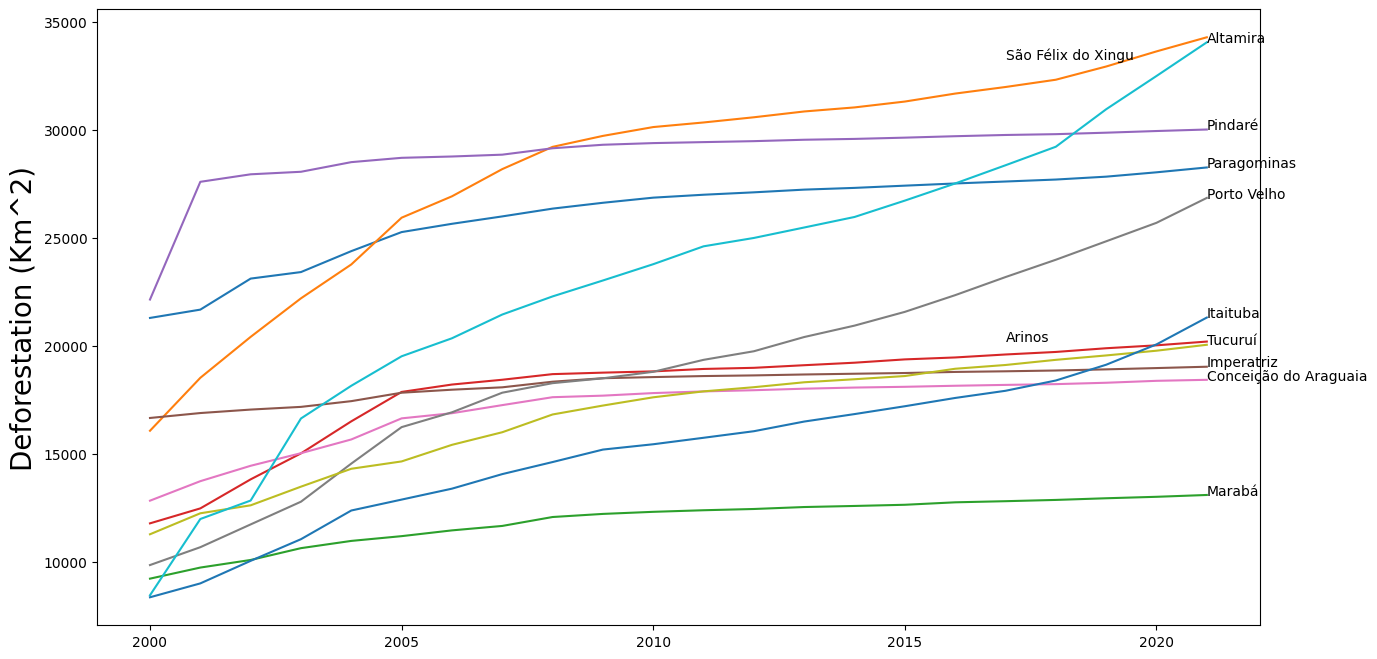 35000
30000
25000
20000
15000
10000
Deforestation (Km^2)
São Félix do Xingu
Altamira
Pindaré
Paragominas
Porto Velho
Itaituba
Arinos
Tucuruí
Imperatriz
Conceição do Araguaia
Marabá
2000
2005
2010
2015
2020